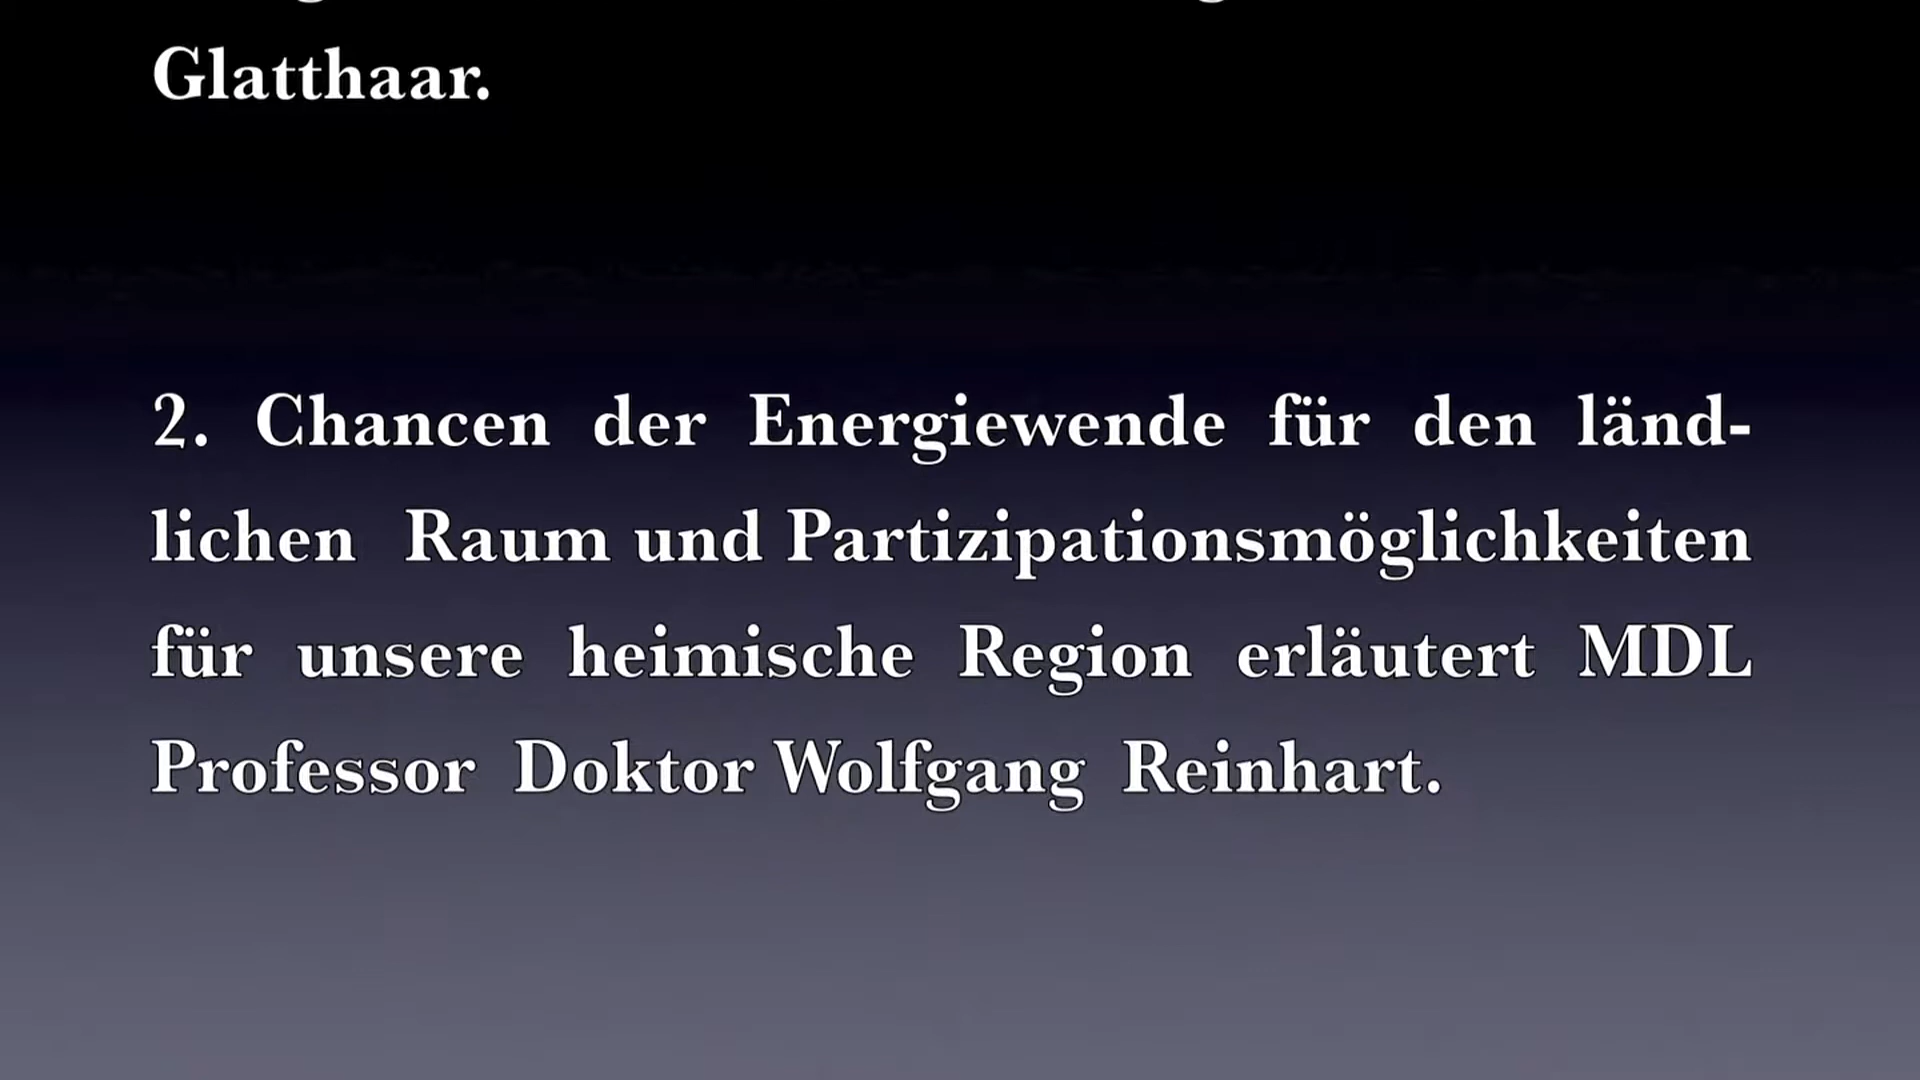 Glatthaar.
2. Chancen der Energiewende für den länd-
lichen Raum und Partizipationsmöglichkeiten
für unsere heimische Region erläutert MDL
Professor Doktor Wolfgang Reinhart.